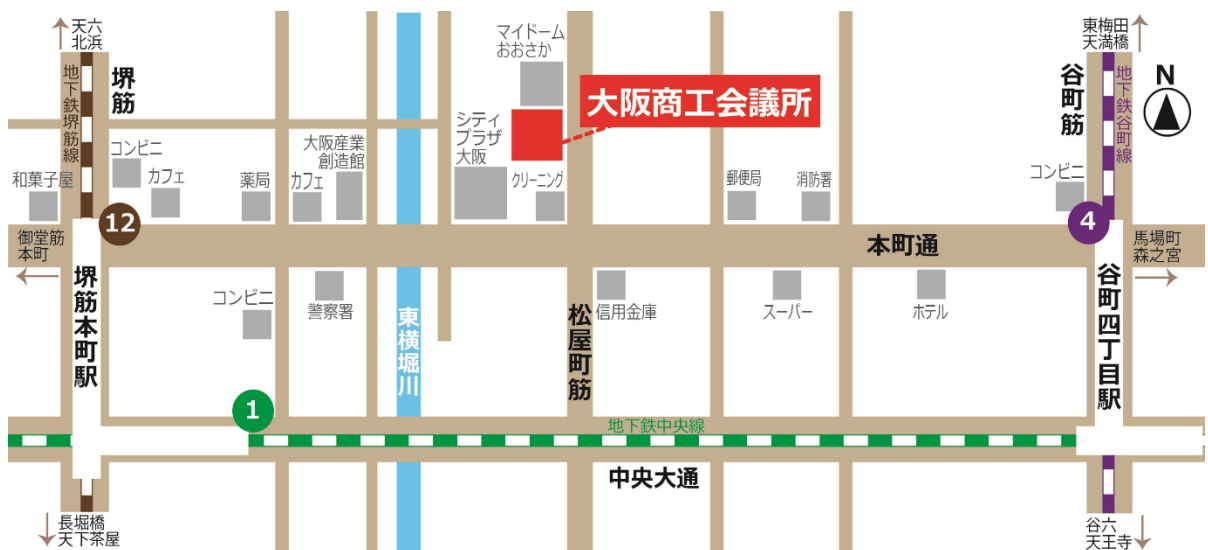 天六
北浜
地下鉄堺筋線
堺筋
マイドーム
おおさか
大阪商工会議所
東梅田
天満橋
谷町筋
地下鉄谷町線
N
コンビニ
カフェ
和菓子屋
薬局
カフェ
大阪産業
創造館
シティ
プラザ
大阪
クリーニング
郵便局
消防署
コンビニ
12
4
御堂筋
本町
本町通
馬場町
森之宮
堺筋本町駅
コンビニ
警察署
東横堀川
松屋町筋
信用金庫
スーパー
ホテル
谷町四丁目駅
1
地下鉄中央線
中央大通
長堀橋
天下茶屋
谷六
天王寺